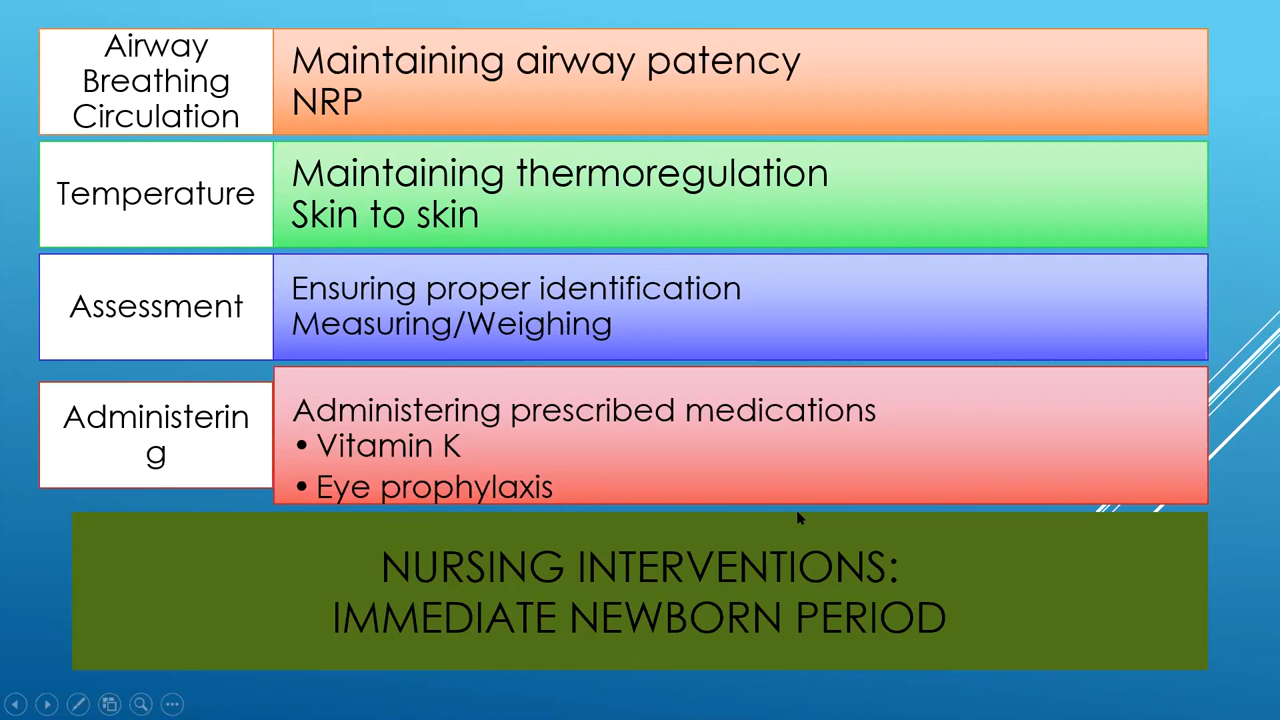 Airway
Breathing
Circulation
Maintaining airway patency
NRP
Temperature
Maintaining thermoregulation
Skin to skin
Assessment
Ensuring proper identification
Measuring/Weighing
Administerin
g
Administering prescribed medications
• Vitamin K
• Eye prophylaxis
NURSING INTERVENTIONS:
IMMEDIATE NEWBORN PERIOD